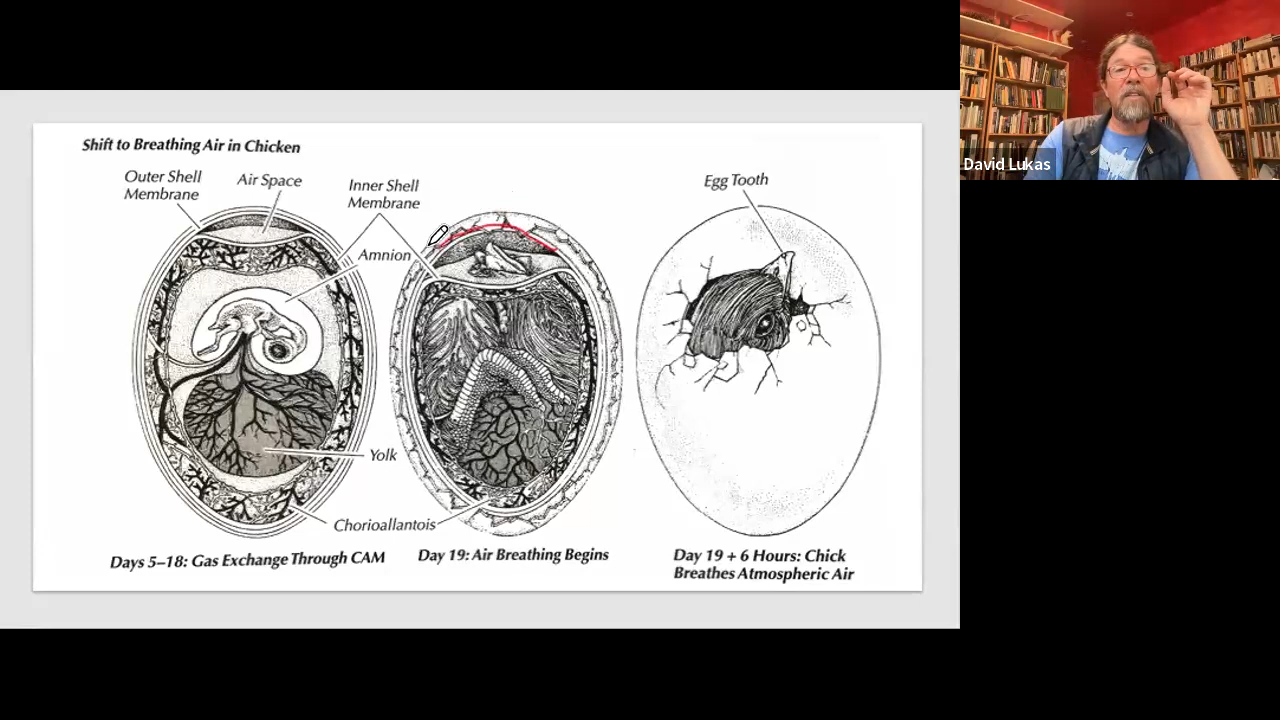 Shift to Breathing Air in Chicken
Outer Shell
Membrane
Air Space
Inner Shell
Membrane
Egg Tooth
Amnion
Yolk
Chorioallantois
Days 5–18: Gas Exchange Through CAM
Day 19: Air Breathing Begins
Day 19 + 6 Hours: Chick
Breathes Atmospheric Air
David Lukas